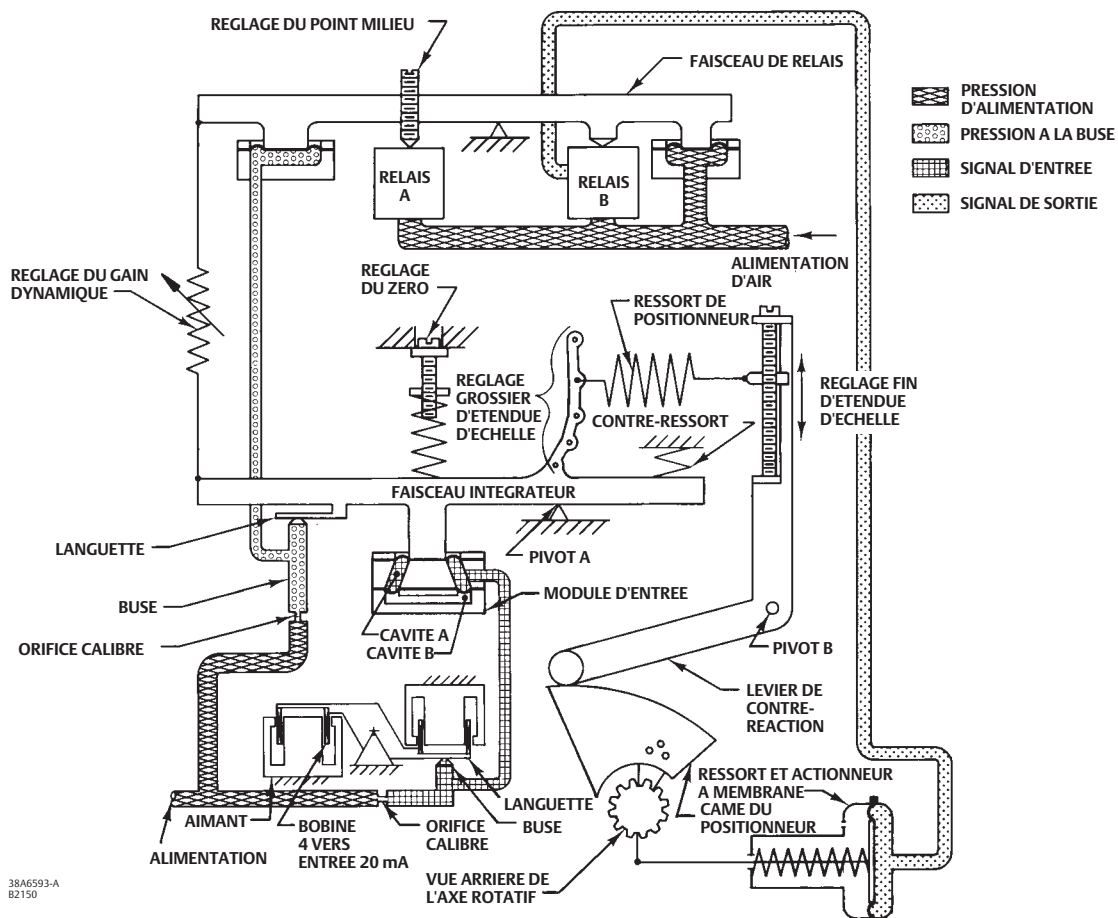 REGLAGE DU POINT MILIEU
FAISCEAU DE RELAIS
PRESSION
D'ALIMENTATION
PRESSION A LA BUSE
SIGNAL D'ENTREE
SIGNAL DE SORTIE
RELAIS
A
RELAIS
B
ALIMENTATION
D'AIR
REGLAGE DU GAIN
DYNAMIQUE
REGLAGE
DU ZERO
RESSORT DE
POSITIONNEUR
REGLAGE
GROSSIER
D'ETENDUE
D'ECHELLE
REGLAGE FIN
D'ETENDUE
D'ECHELLE
CONTRE-RESSORT
FAISCEAU INTEGRATEUR
LANGUETTE
PIVOT A
BUSE
MODULE D'ENTREE
ORIFICE CALIBRE
CAVITE A
CAVITE B
PIVOT B
LEVIER DE
CONTRE-
REACTION
LANGUETTE
BUSE
RESSORT ET ACTIONNEUR
A MEMBRANE
CAME DU
POSITIONNEUR
AIMANT
ALIMENTATION
BOBINE
4 VERS
ENTREE 20 mA
ORIFICE
CALIBRE
VUE ARRIERE DE
L'AXE ROTATIF
38A6593-A
B2150